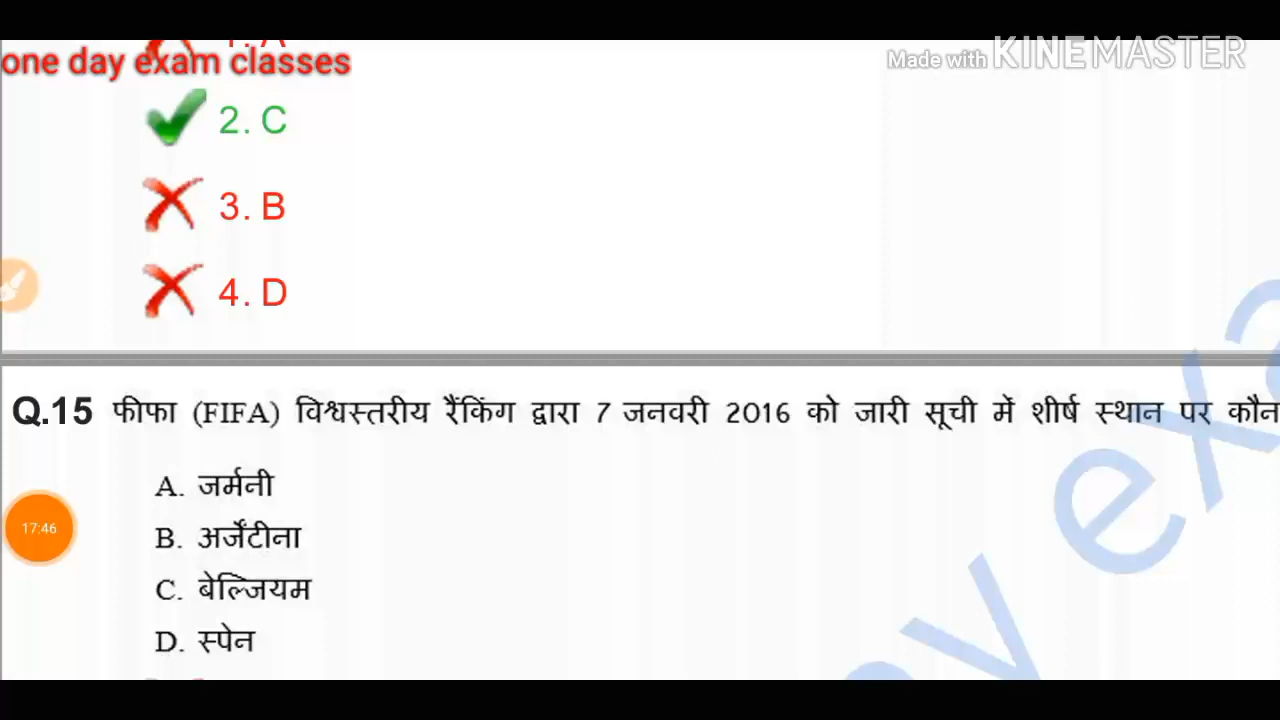 1. A
one day exam classes
Made with KINEMASTER
2. C
3. B
4. D
Q.15 फीफा (FIFA) विश्वस्तरीय रैंकिंग द्वारा 7 जनवरी 2016 को जारी सूची में शीर्ष स्थान पर कौन
A. जर्मनी
B. अर्जेंटीना
17:46
C. बेल्जियम
D. स्पेन